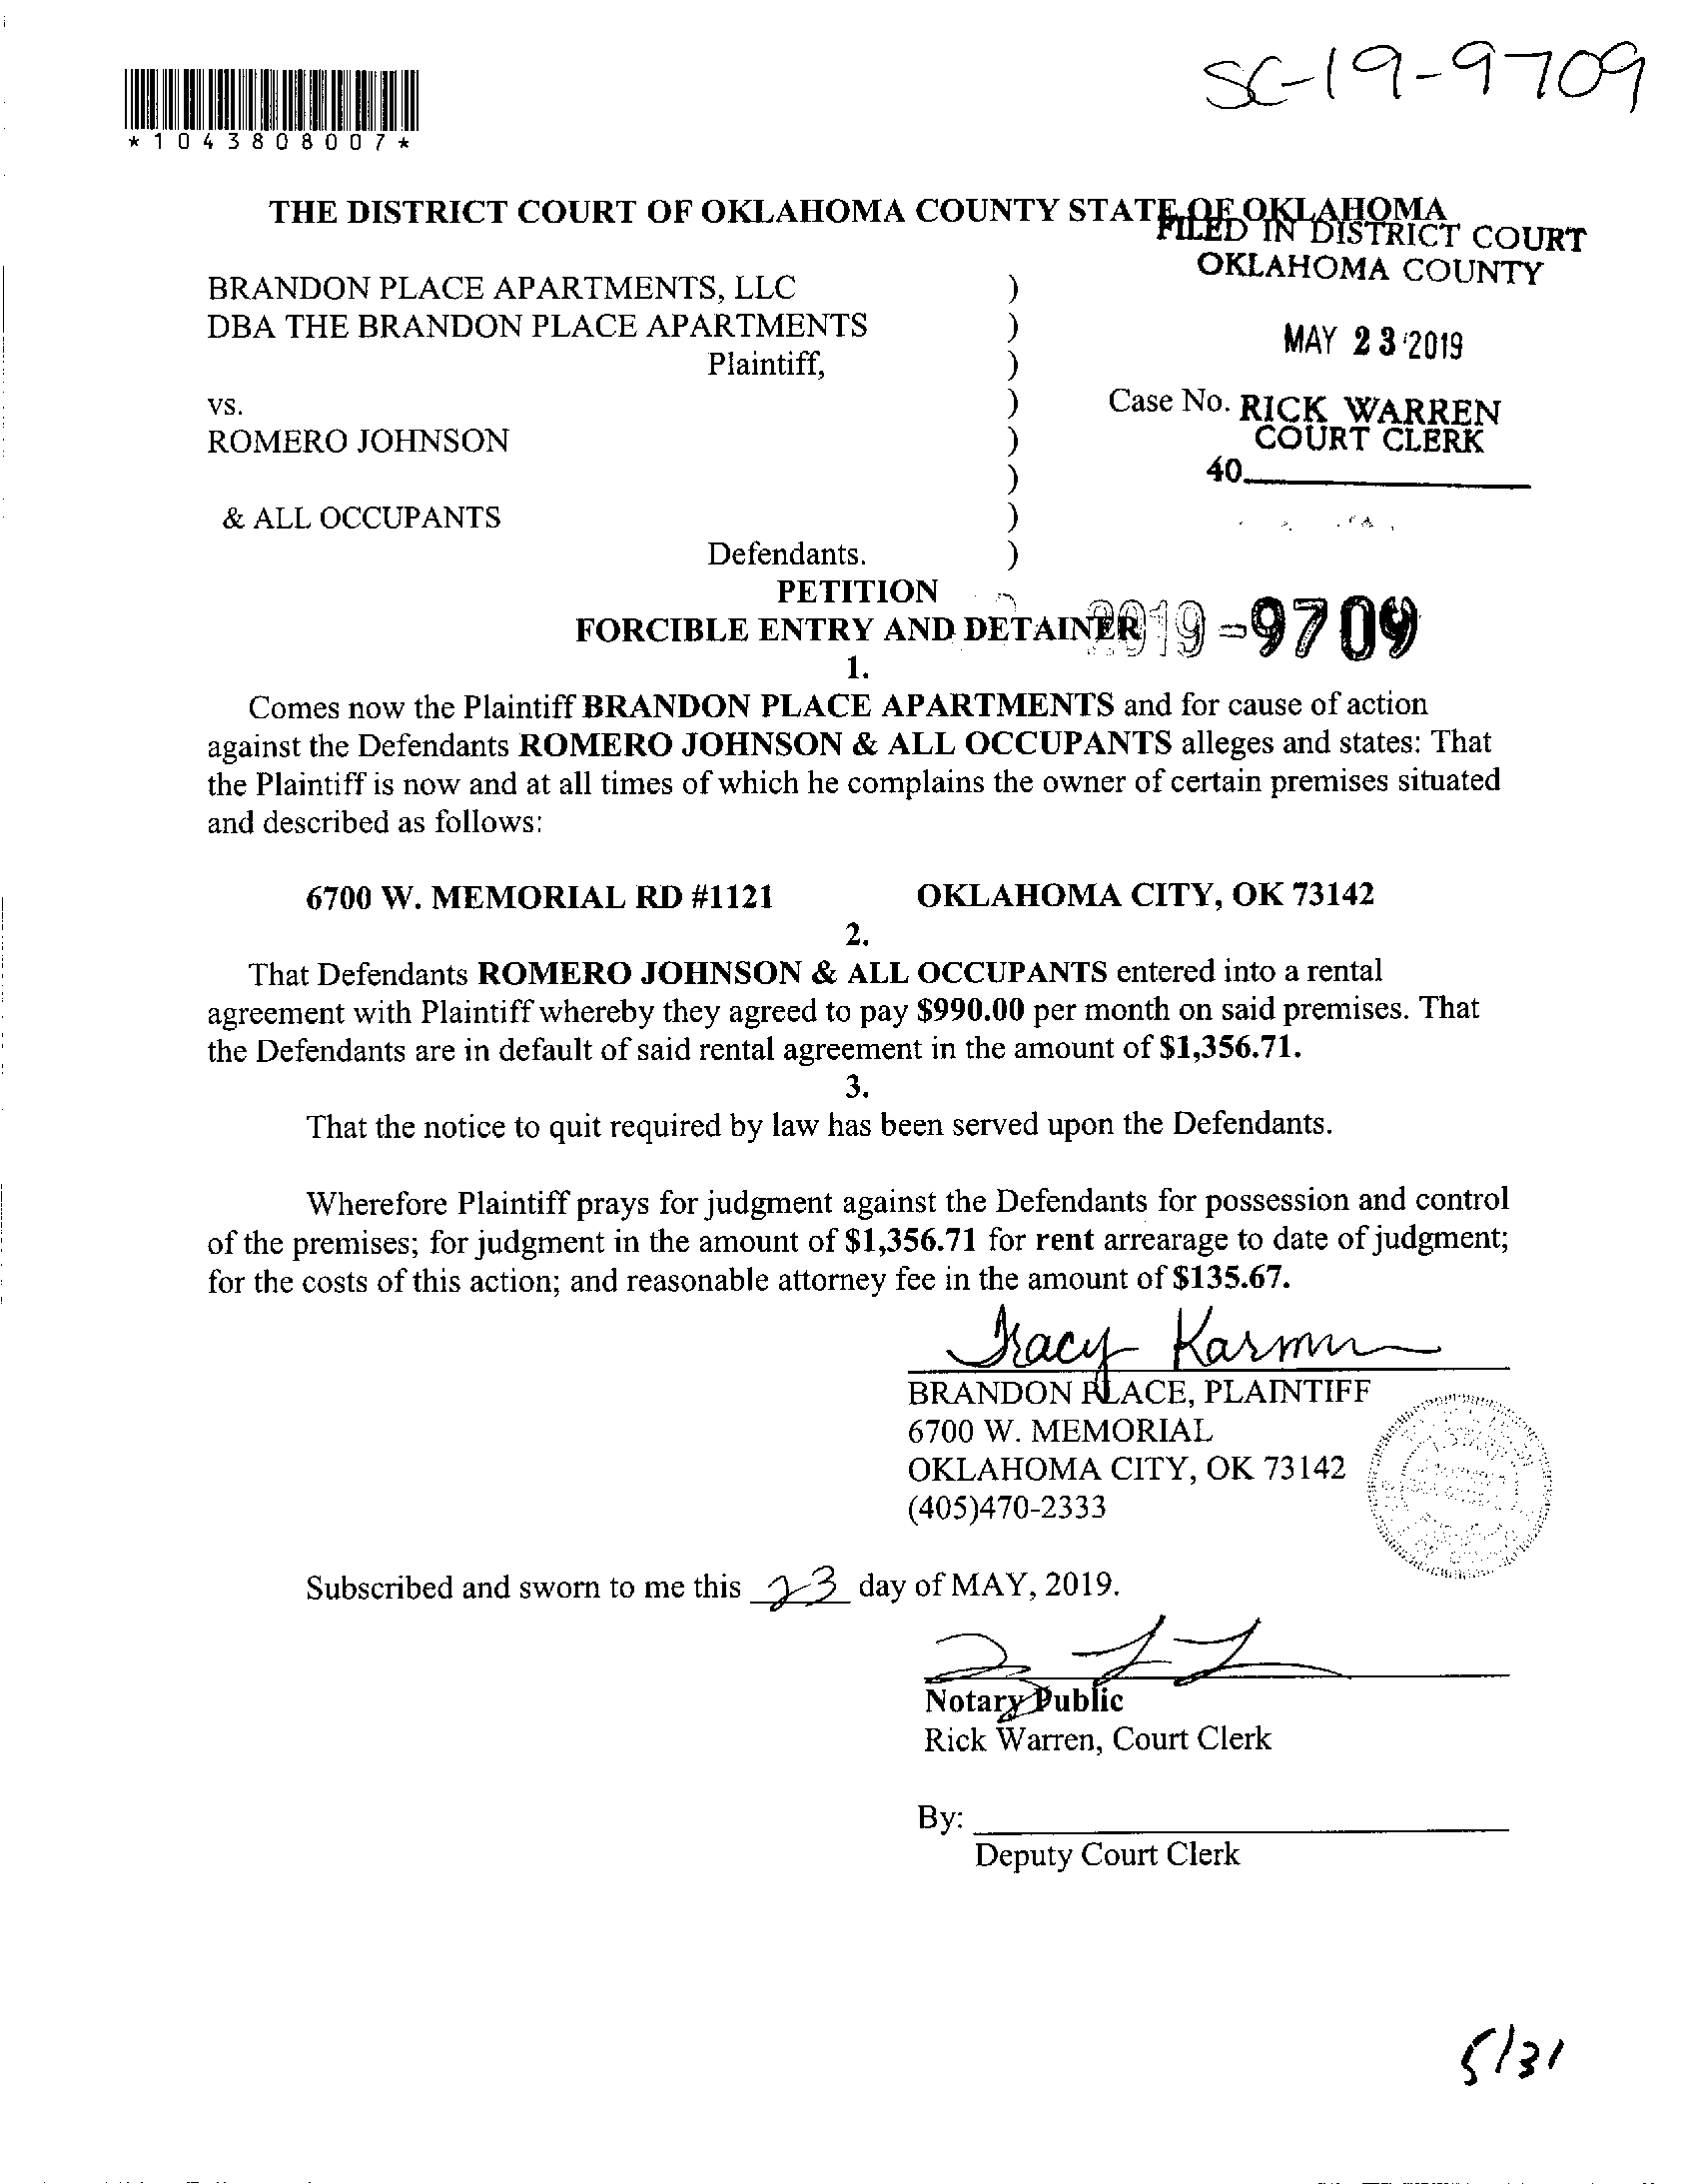 SC-19-9709
*1043808007*
THE DISTRICT COURT OF OKLAHOMA COUNTY STATE OF OKLAHOMA
FILED IN DISTRICT COURT
OKLAHOMA COUNTY
BRANDON PLACE APARTMENTS, LLC )
DBA THE BRANDON PLACE APARTMENTS )
MAY 23 2019
Plaintiff, )
vs. ) Case No. RICK WARREN
ROMERO JOHNSON ) COURT CLERK
) 40
& ALL OCCUPANTS )
Defendants. )
PETITION
FORCIBLE ENTRY AND DETAINER 2019-9709
1.
Comes now the Plaintiff BRANDON PLACE APARTMENTS and for cause of action
against the Defendants ROMERO JOHNSON & ALL OCCUPANTS alleges and states: That
the Plaintiff is now and at all times of which he complains the owner of certain premises situated
and described as follows:
6700 W. MEMORIAL RD #1121 OKLAHOMA CITY, OK 73142
2.
That Defendants ROMERO JOHNSON & ALL OCCUPANTS entered into a rental
agreement with Plaintiff whereby they agreed to pay $990.00 per month on said premises. That
the Defendants are in default of said rental agreement in the amount of $1,356.71.
3.
That the notice to quit required by law has been served upon the Defendants.
Wherefore Plaintiff prays for judgment against the Defendants for possession and control
of the premises; for judgment in the amount of $1,356.71 for rent arrearage to date of judgment;
for the costs of this action; and reasonable attorney fee in the amount of $135.67.
Tracy
BRANDON PLACE, PLAINTIFF
6700 W. MEMORIAL
OKLAHOMA CITY, OK 73142
(405)470-2333
Subscribed and sworn to me this 23 day of MAY, 2019.
Notary Public
Rick Warren, Court Clerk
By:
Deputy Court Clerk
5/31